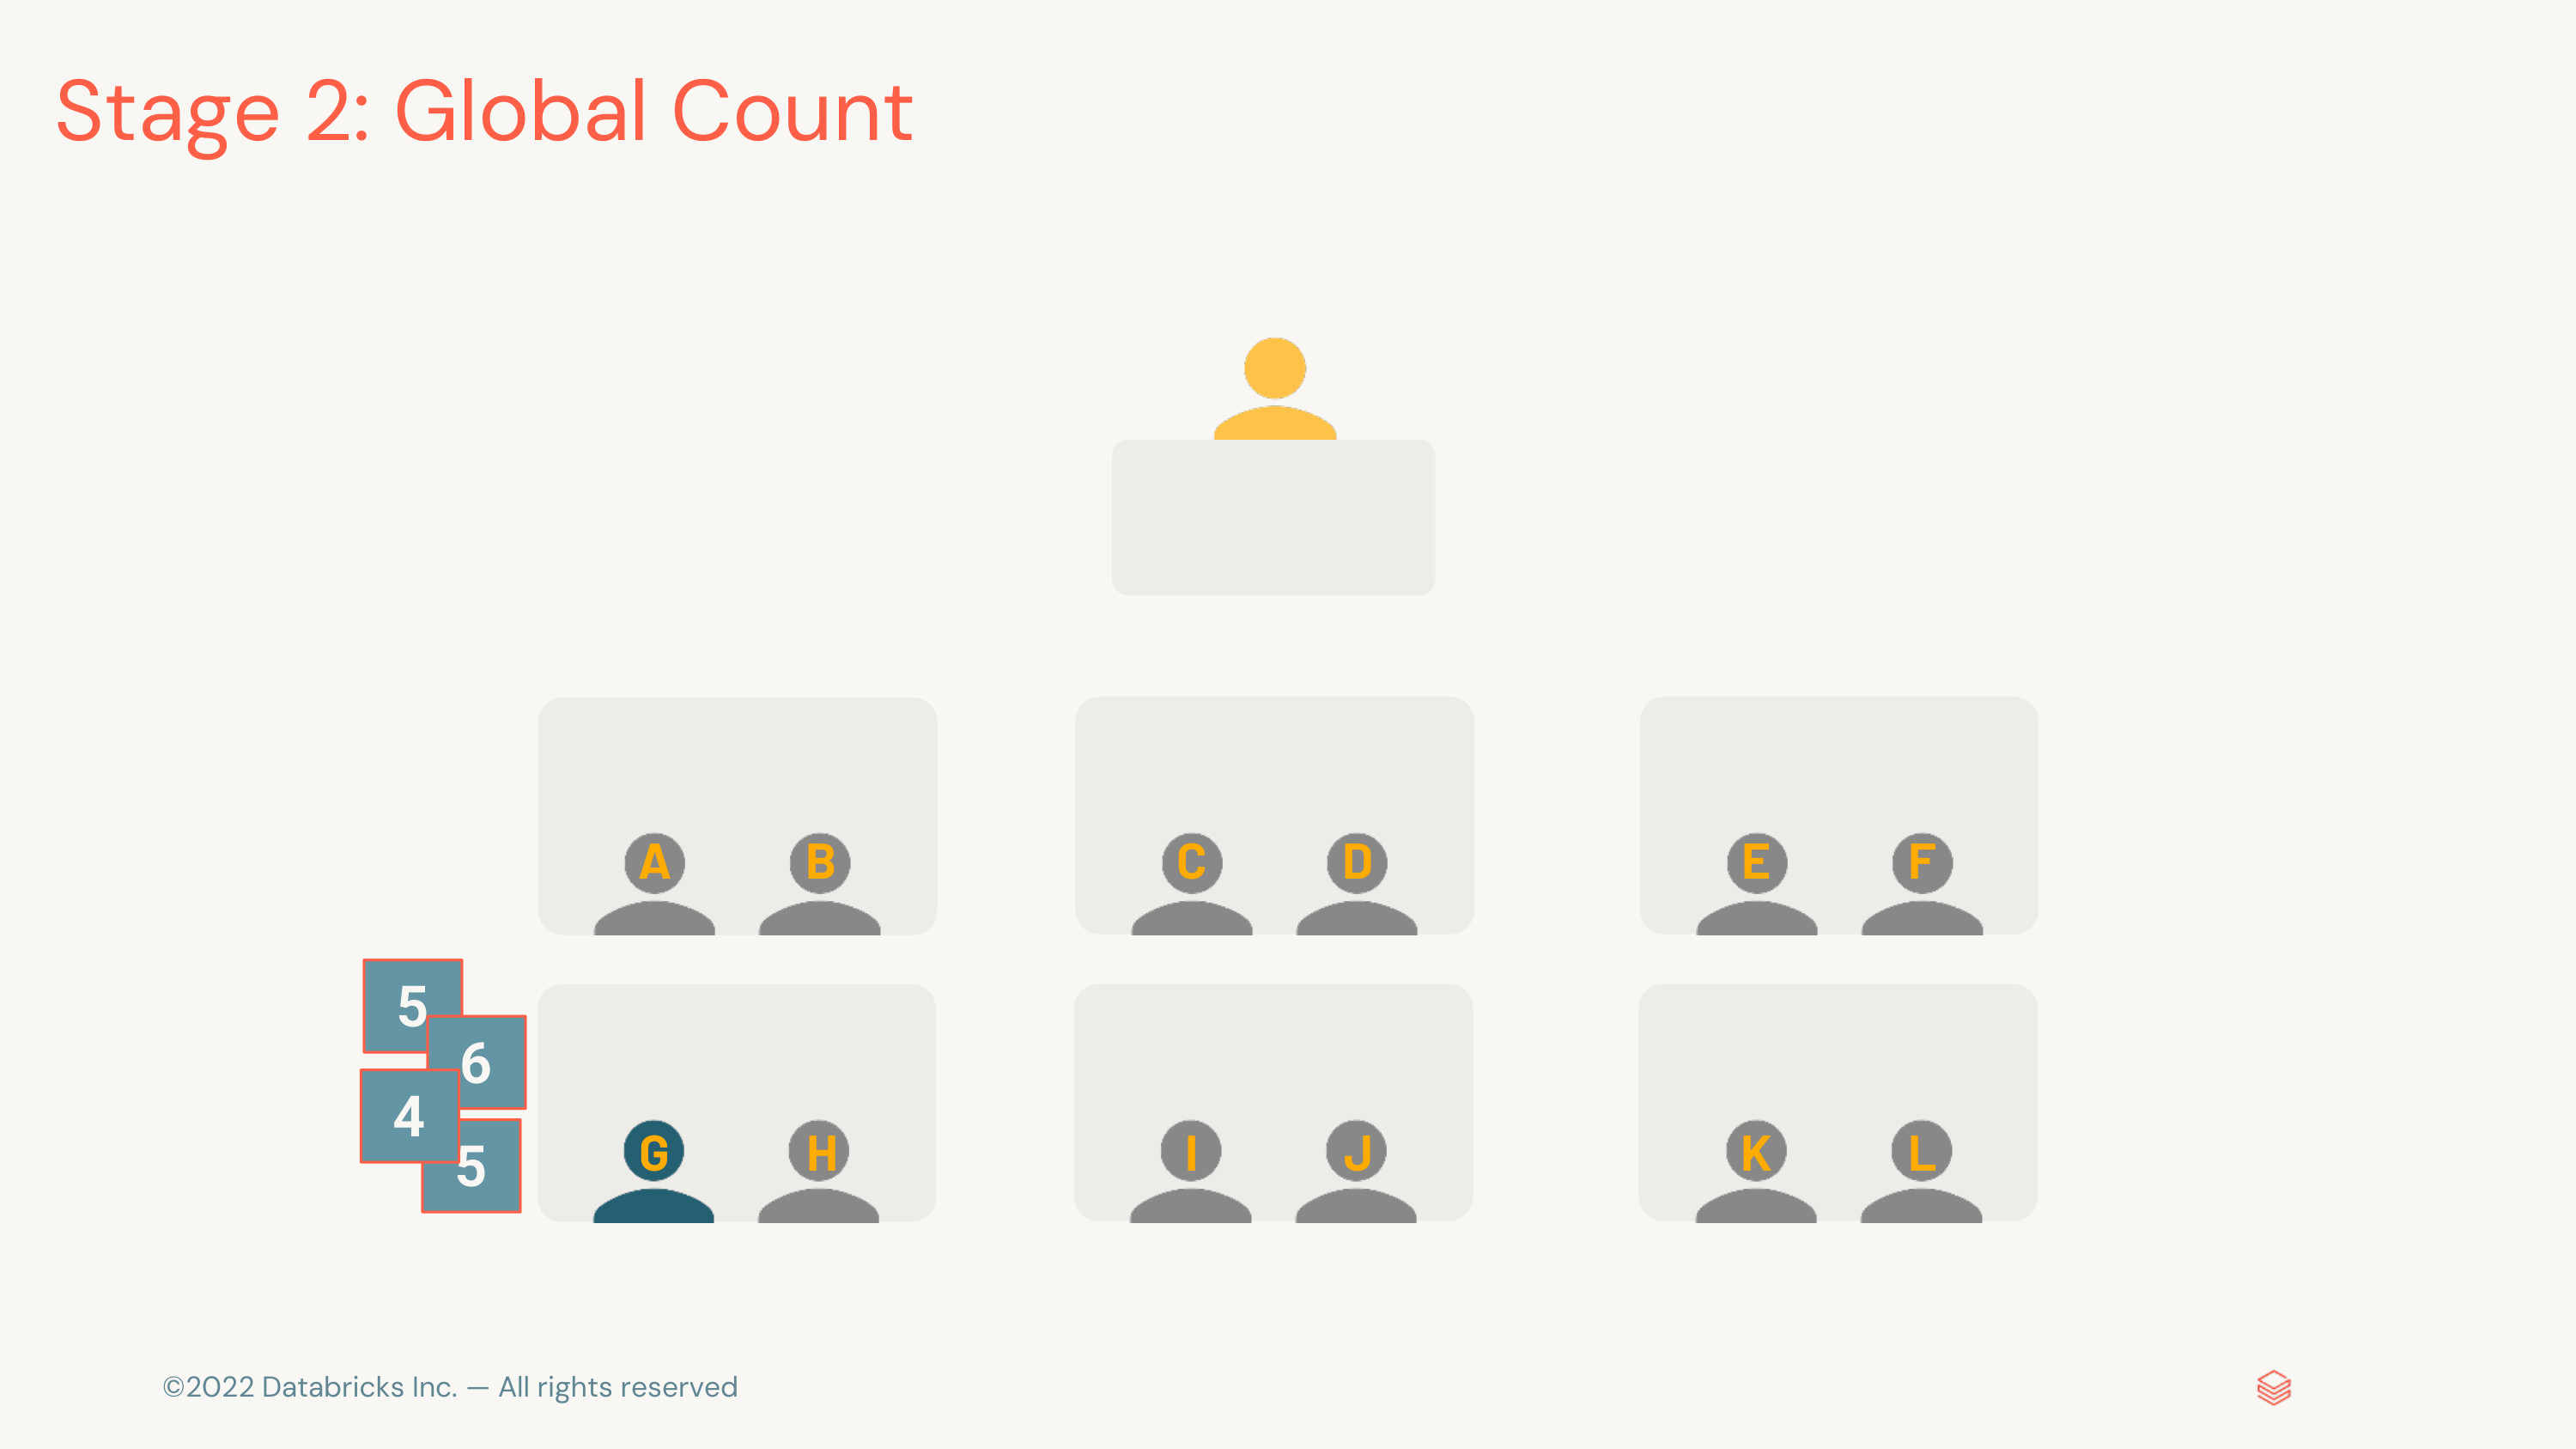 Stage 2: Global Count
A B C D E F
5
6
4
5
G H I J K L
©2022 Databricks Inc. — All rights reserved